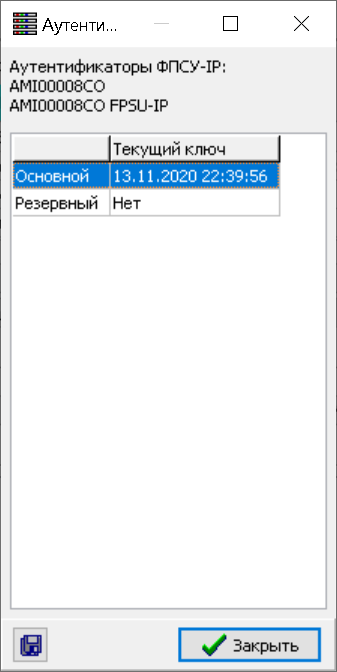 Аутенти...
Аутентификаторы ФПСУ-IP:
AMI00008CO
AMI00008CO FPSU-IP
Текущий ключ
Основной 13.11.2020 22:39:56
Резервный Нет
Закрыть